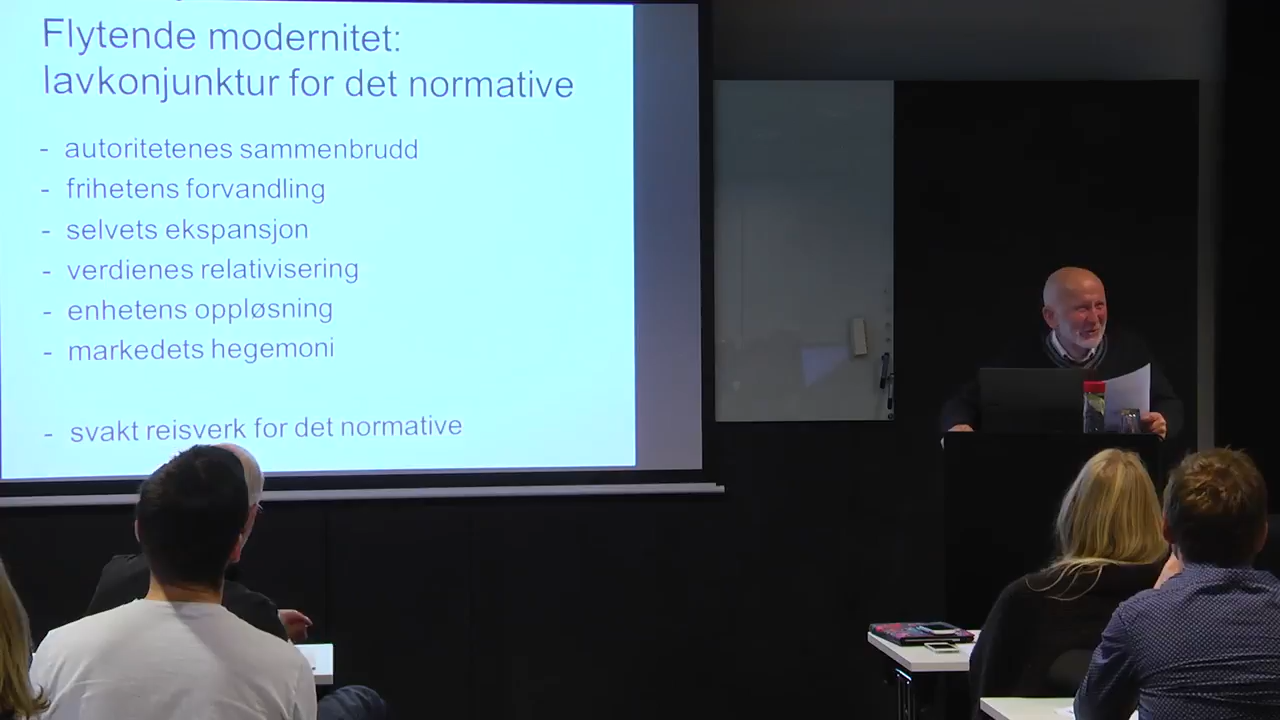 Flytende modernitet:
lavkonjunktur for det normative
- autoritetenes sammenbrudd
- frihetens forvandling
- selvets ekspansjon
- verdienes relativisering
- enhetens oppløsning
- markedets hegemoni
- svakt reisverk for det normative